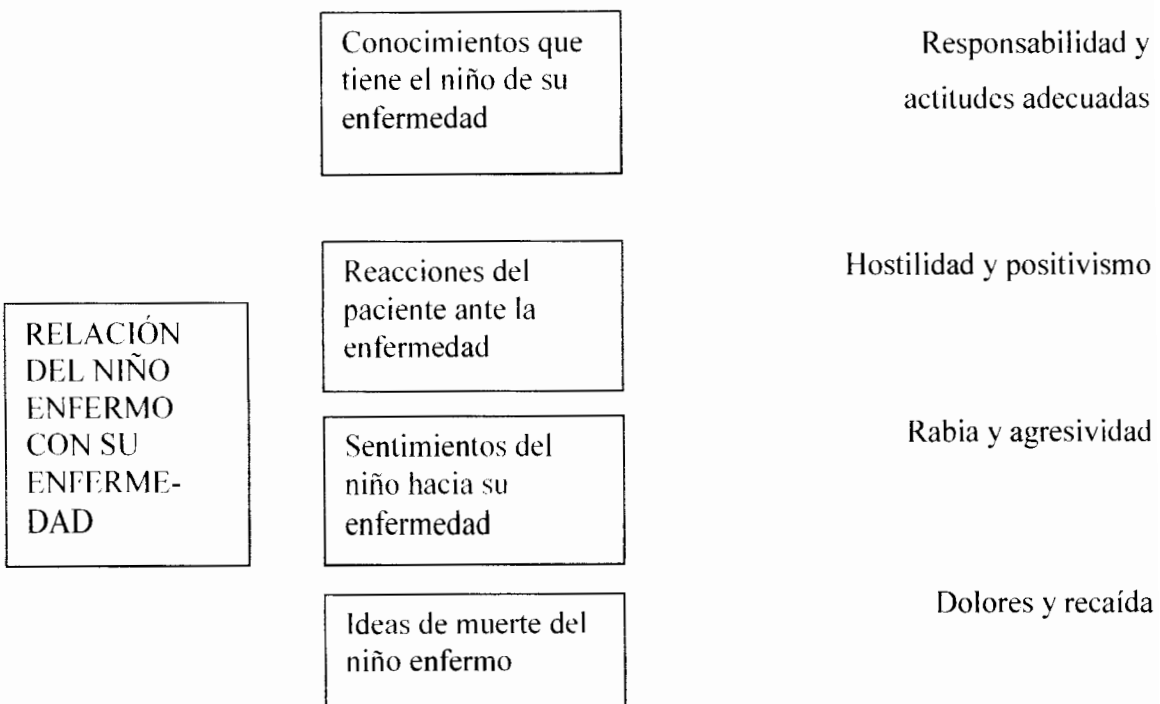 Conocimientos que
tiene el niño de su
enfermedad
Responsabilidad y
actitudes adecuadas
Reacciones del
paciente ante la
enfermedad
Hostilidad y positivismo
RELACIÓN
DEL NIÑO
ENFERMO
CON SU
ENFERME-
DAD
Sentimientos del
niño hacia su
enfermedad
Rabia y agresividad
Ideas de muerte del
niño enfermo
Dolores y recaída